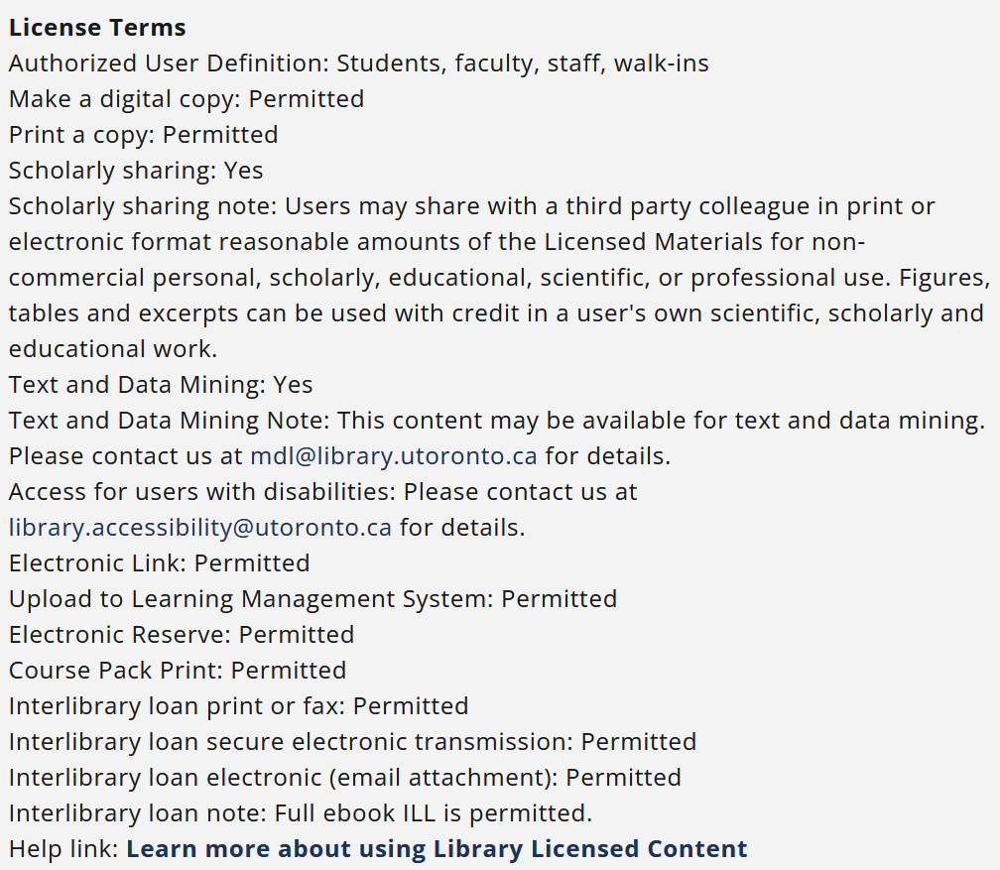 License Terms
Authorized User Definition: Students, faculty, staff, walk-ins
Make a digital copy: Permitted
Print a copy: Permitted
Scholarly sharing: Yes
Scholarly sharing note: Users may share with a third party colleague in print or
electronic format reasonable amounts of the Licensed Materials for non-
commercial personal, scholarly, educational, scientific, or professional use. Figures,
tables and excerpts can be used with credit in a user's own scientific, scholarly and
educational work.
Text and Data Mining: Yes
Text and Data Mining Note: This content may be available for text and data mining.
Please contact us at mdl@library.utoronto.ca for details.
Access for users with disabilities: Please contact us at
library.accessibility@utoronto.ca for details.
Electronic Link: Permitted
Upload to Learning Management System: Permitted
Electronic Reserve: Permitted
Course Pack Print: Permitted
Interlibrary loan print or fax: Permitted
Interlibrary loan secure electronic transmission: Permitted
Interlibrary loan electronic (email attachment): Permitted
Interlibrary loan note: Full ebook ILL is permitted.
Help link: Learn more about using Library Licensed Content